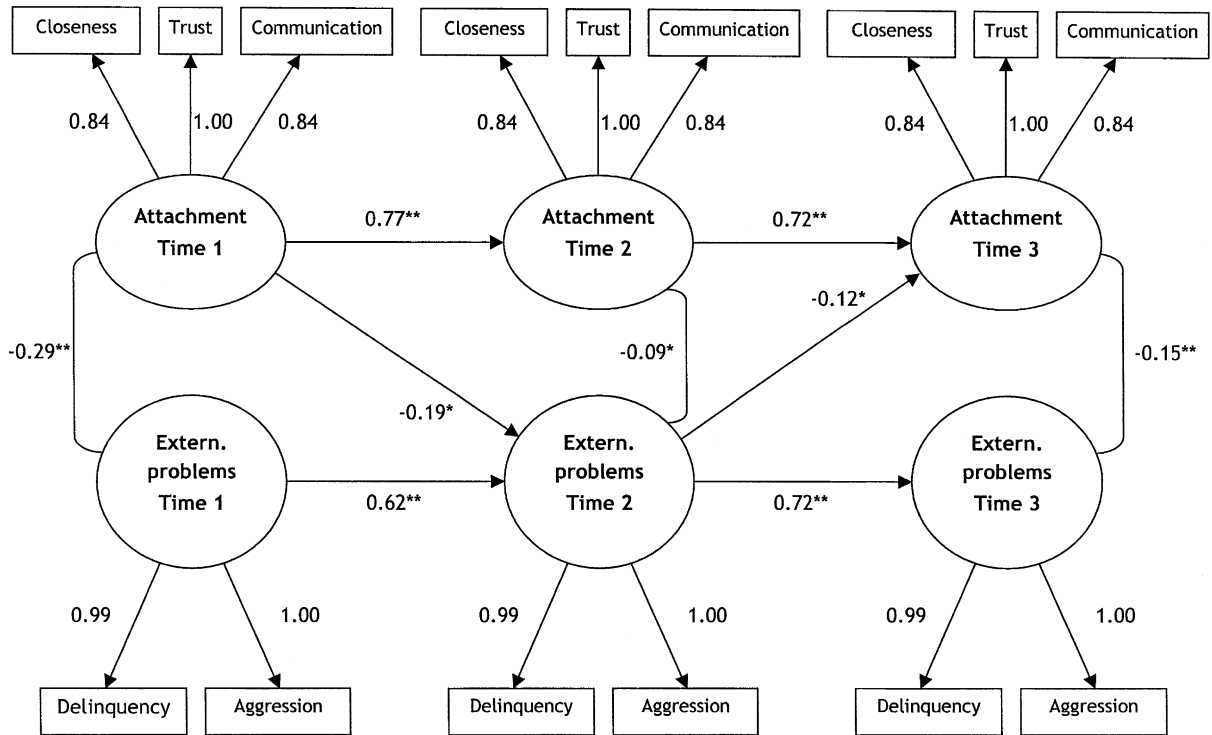 Closeness Trust Communication Closeness Trust Communication Closeness Trust Communication
0.84 1.00 0.84 0.84 1.00 0.84 0.84 1.00 0.84
Attachment
Time 1
0.77**
Attachment
Time 2
0.72**
Attachment
Time 3
-0.29** -0.19* -0.09* -0.12* -0.15**
Extern.
problems
Time 1
0.62**
Extern.
problems
Time 2
0.72**
Extern.
problems
Time 3
0.99 1.00 0.99 1.00 0.99 1.00
Delinquency Aggression Delinquency Aggression Delinquency Aggression